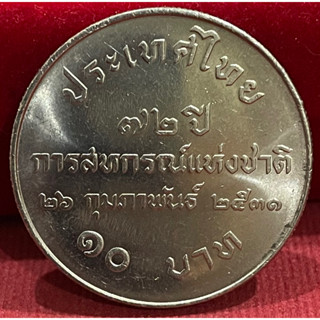 ประเทศไทย
๗๒ ปี
การสหกรณ์แห่งชาติ
๒๖ กุมภาพันธ์ ๒๕๓๑
๑๐ บาท